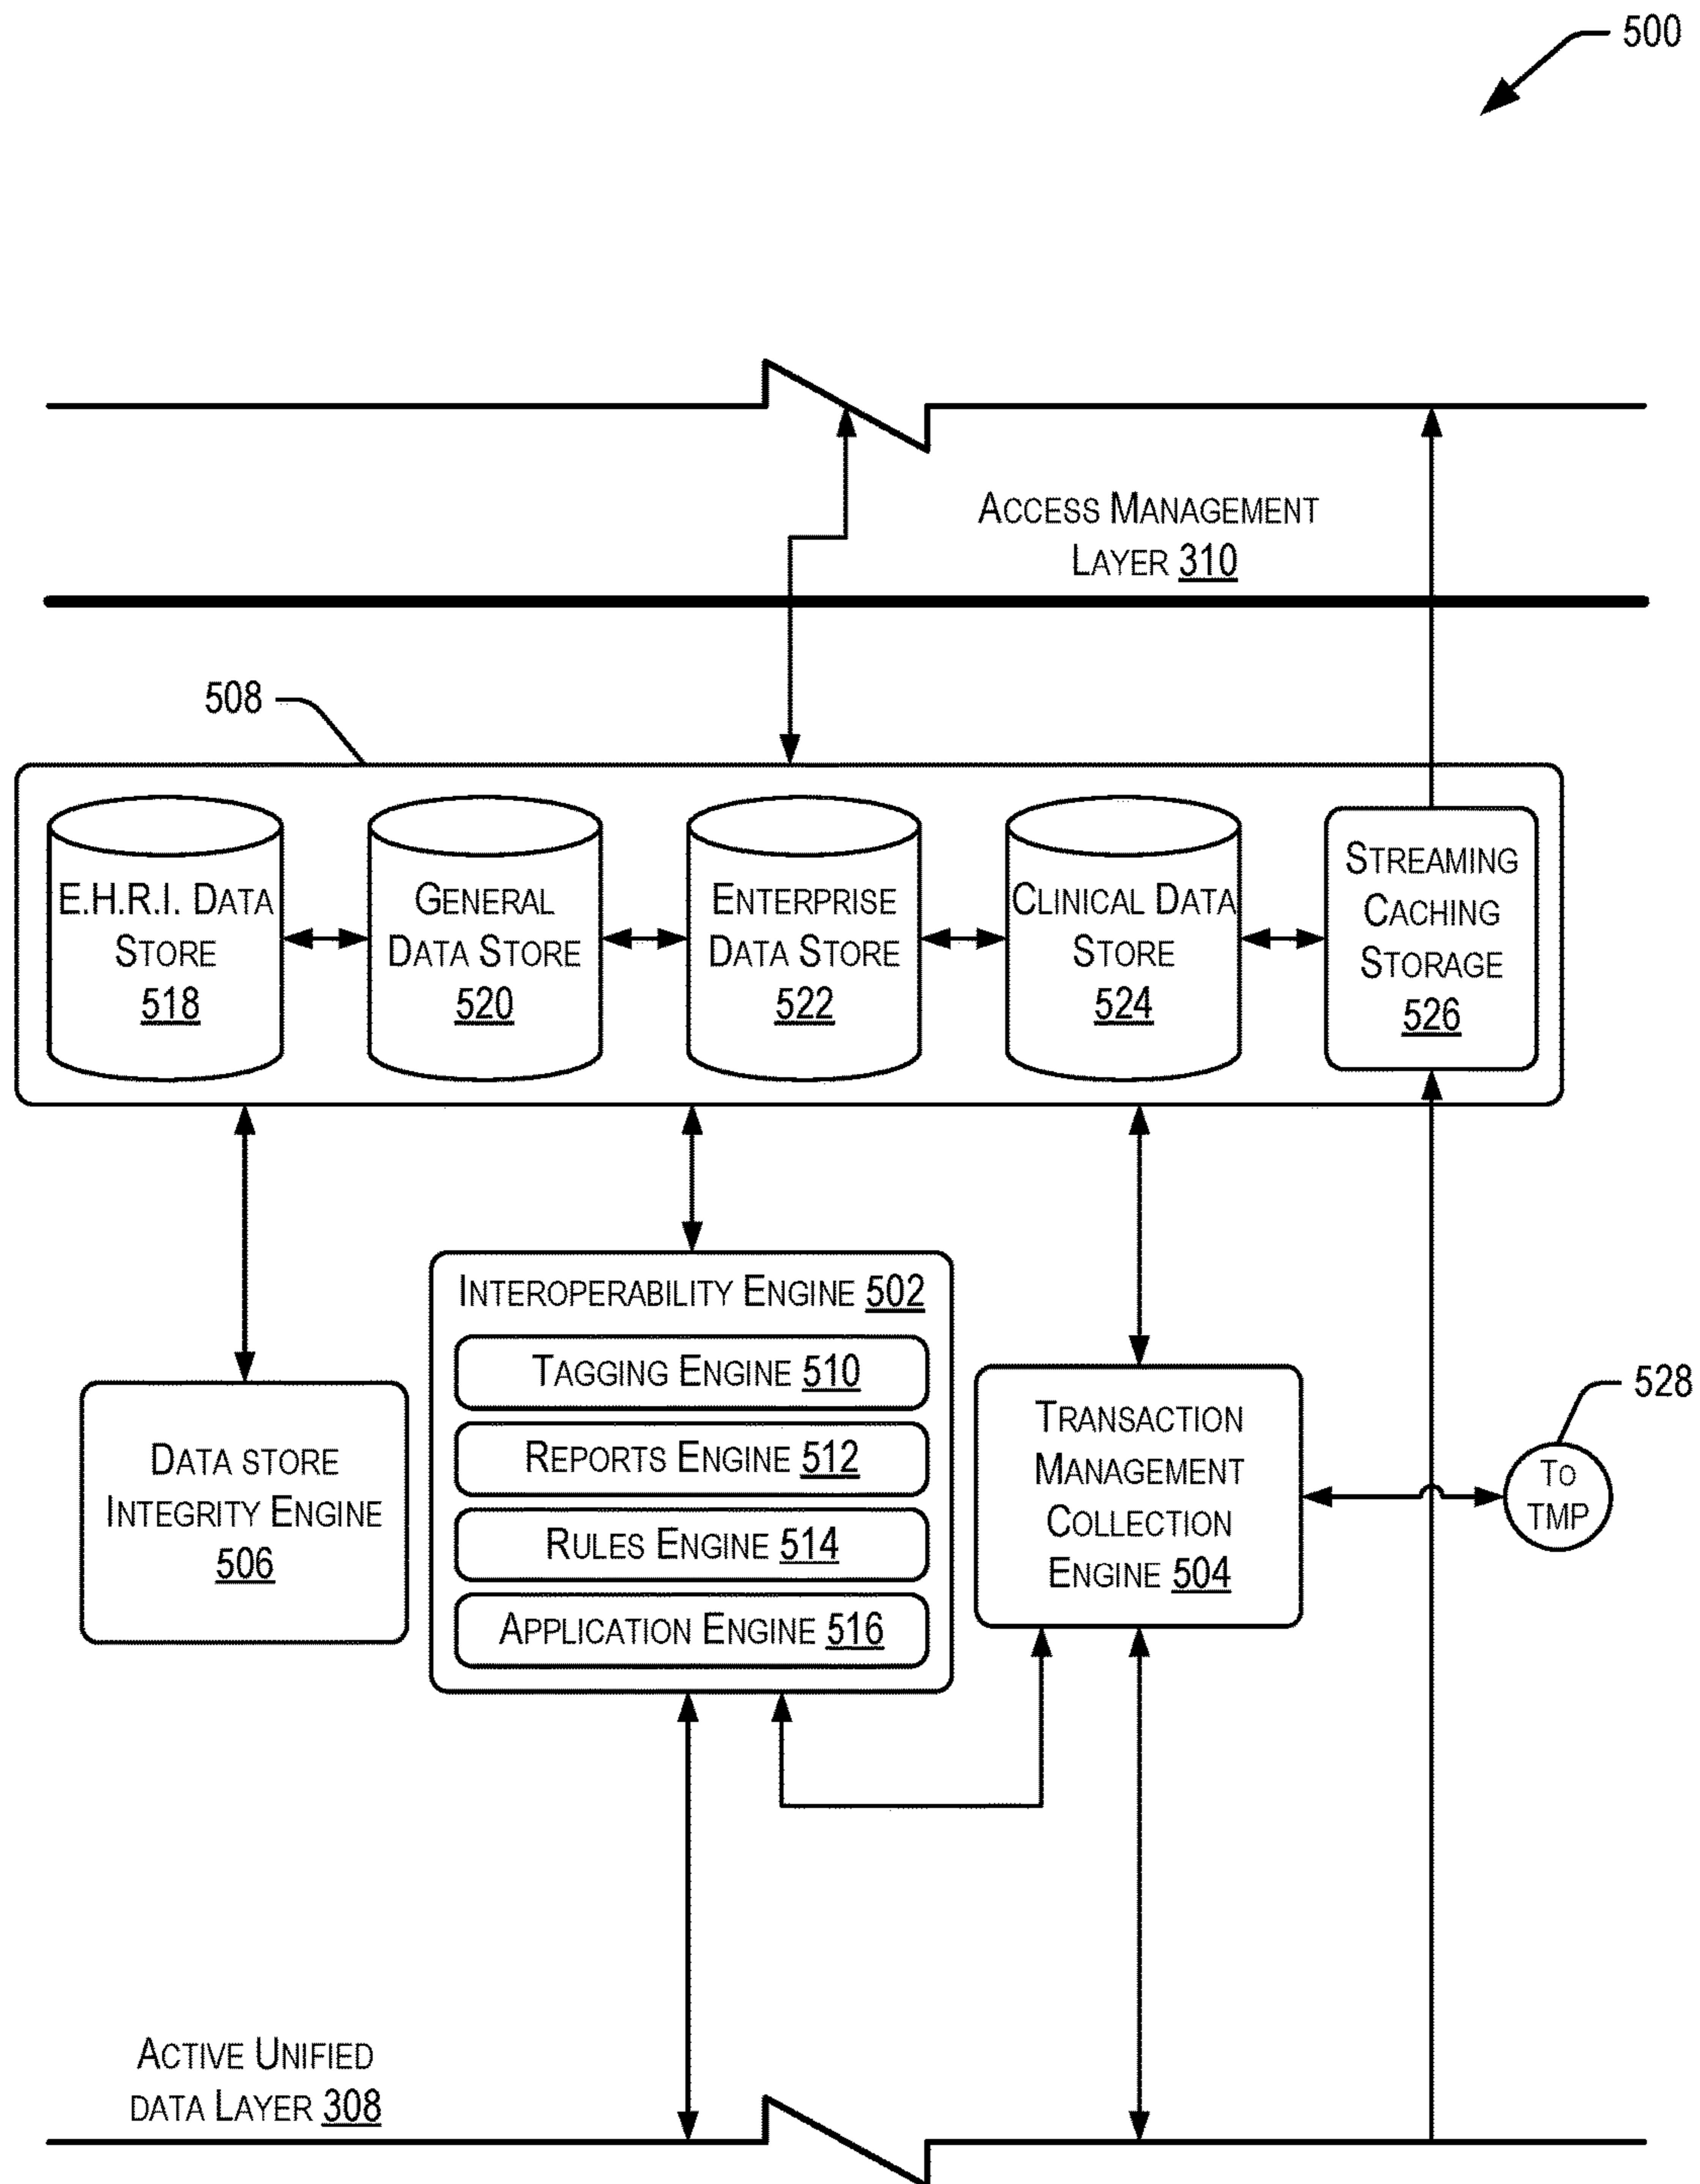 500
ACCESS MANAGEMENT
LAYER 310
508
E.H.R.I. DATA
STORE
518
GENERAL
DATA STORE
520
ENTERPRISE
DATA STORE
522
CLINICAL DATA
STORE
524
STREAMING
CACHING
STORAGE
526
INTEROPERABILITY ENGINE 502
TAGGING ENGINE 510
REPORTS ENGINE 512
RULES ENGINE 514
APPLICATION ENGINE 516
DATA STORE
INTEGRITY ENGINE
506
TRANSACTION
MANAGEMENT
COLLECTION
ENGINE 504
528
TO
TMP
ACTIVE UNIFIED
DATA LAYER 308